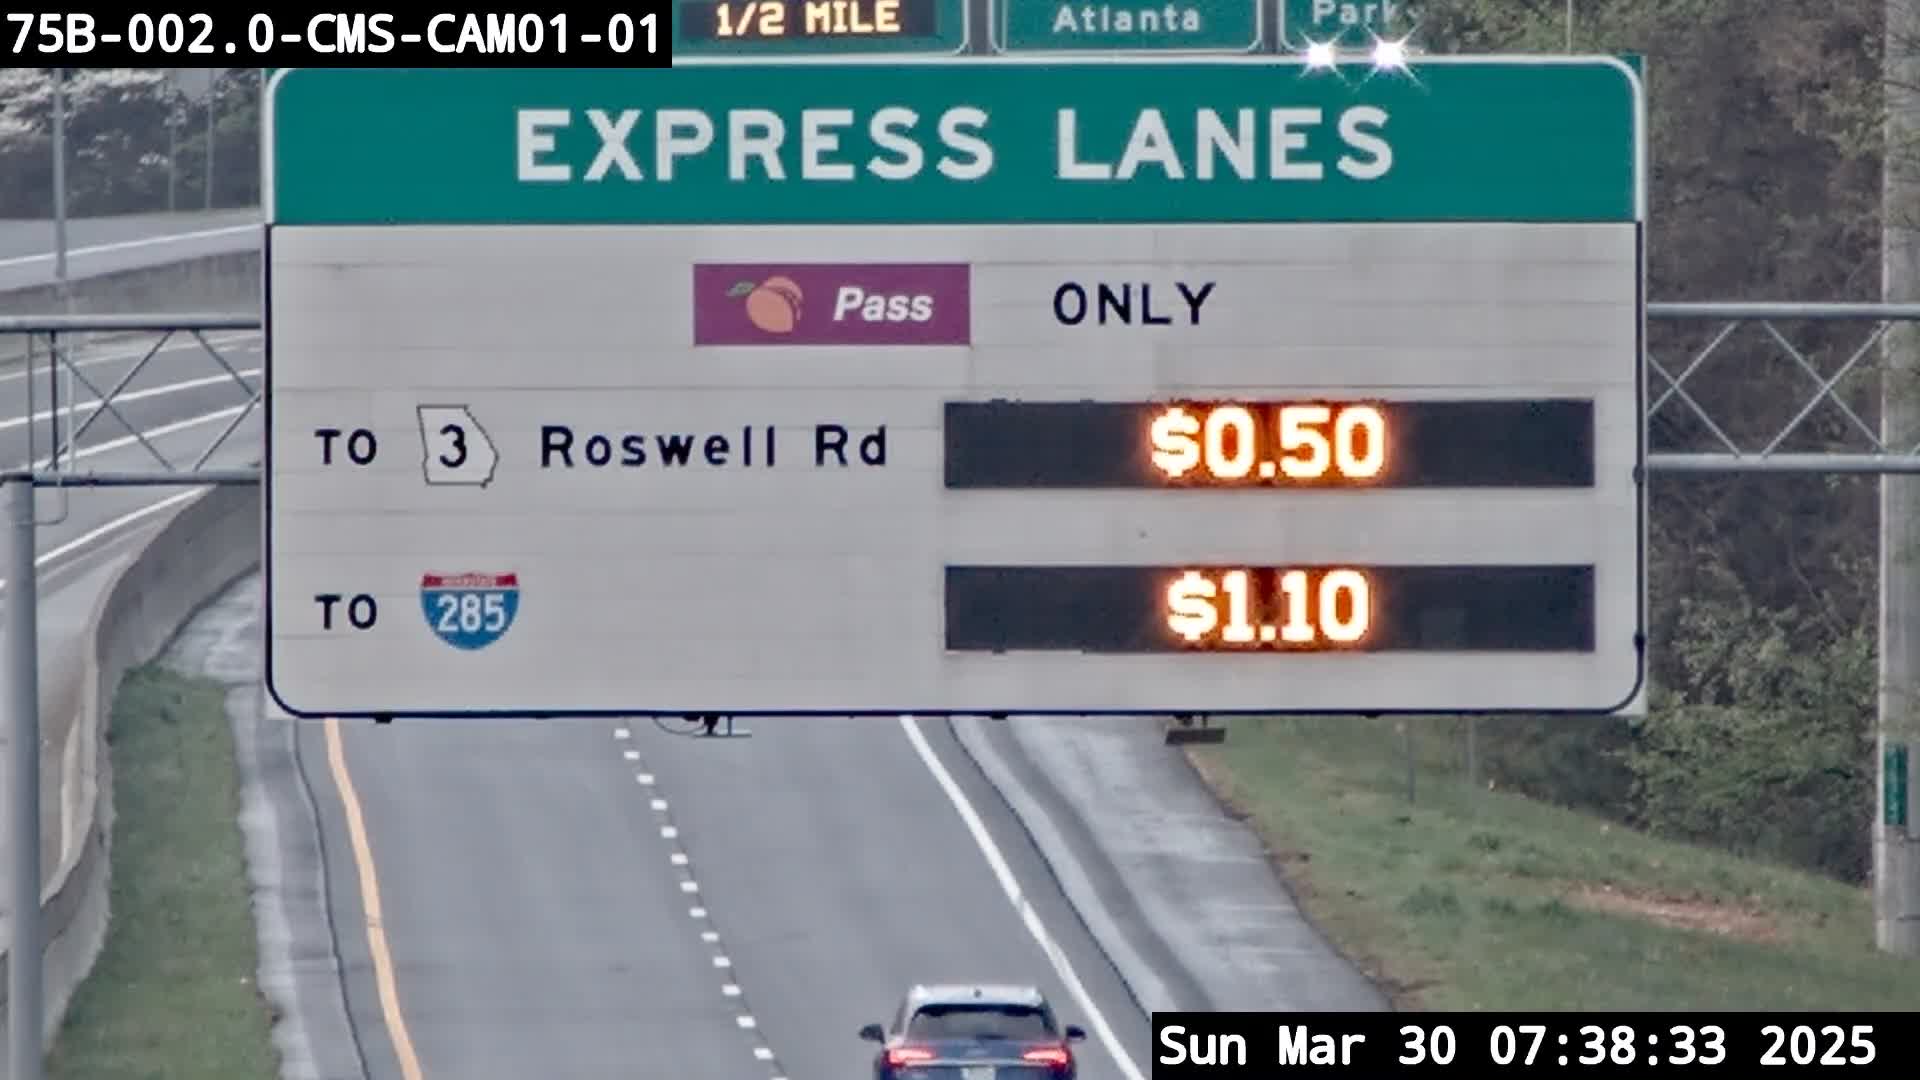 75B-002.0-CMS-CAM01-01
1/2 MILE
Atlanta
Park
EXPRESS LANES
Pass ONLY
TO 3 Roswell Rd $0.50
TO 285 $1.10
Sun Mar 30 07:38:33 2025